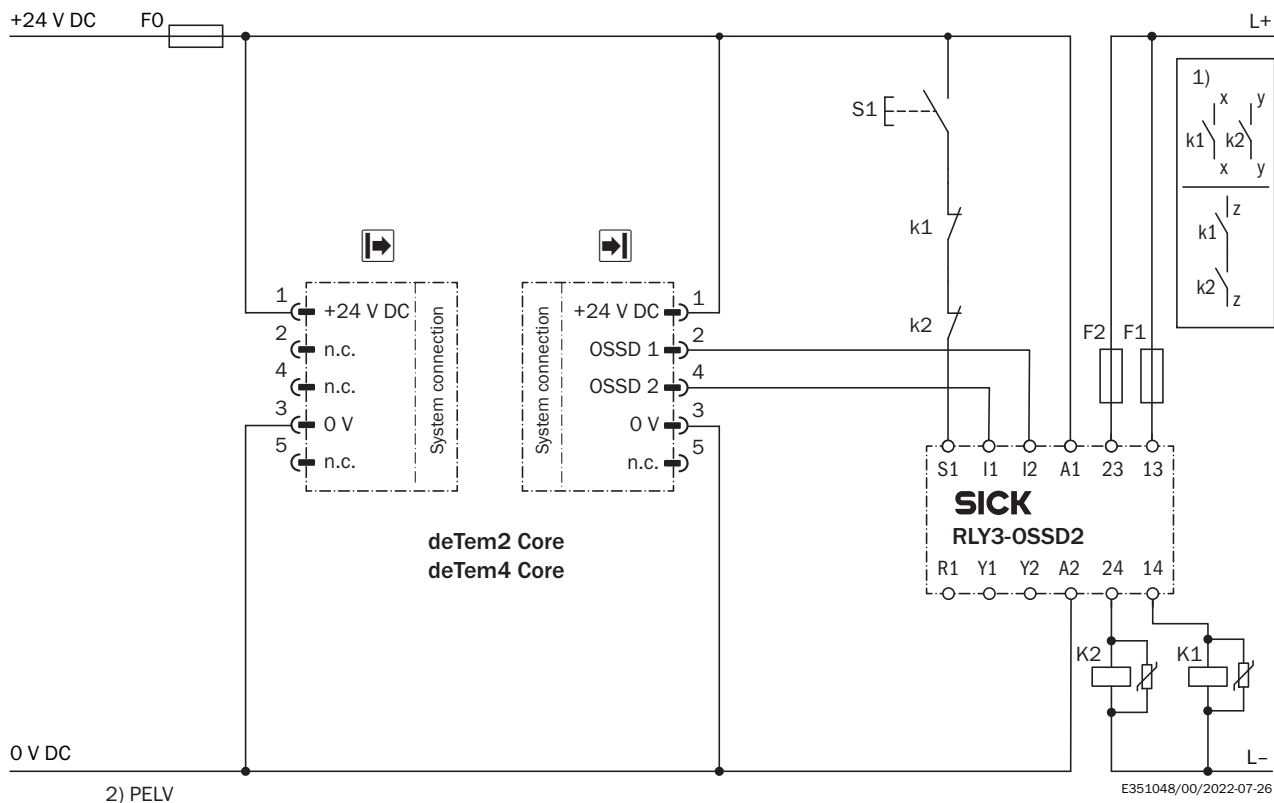 +24 V DC F0 L+
1)
x y
S1
k1 k2
x y
z
k1
k1
k2
z
k2
1 +24 V DC
2 n.c.
4 n.c.
3 0 V
5 n.c.
System connection
System connection
+24 V DC 1
OSSD 1 2
OSSD 2 4
0 V 3
n.c. 5
F2 F1
deTem2 Core
deTem4 Core
S1 I1 I2 A1 23 13
SICK
RLY3-OSSD2
R1 Y1 Y2 A2 24 14
K2 K1
0 V DC L–
2) PELV
E351048/00/2022-07-26